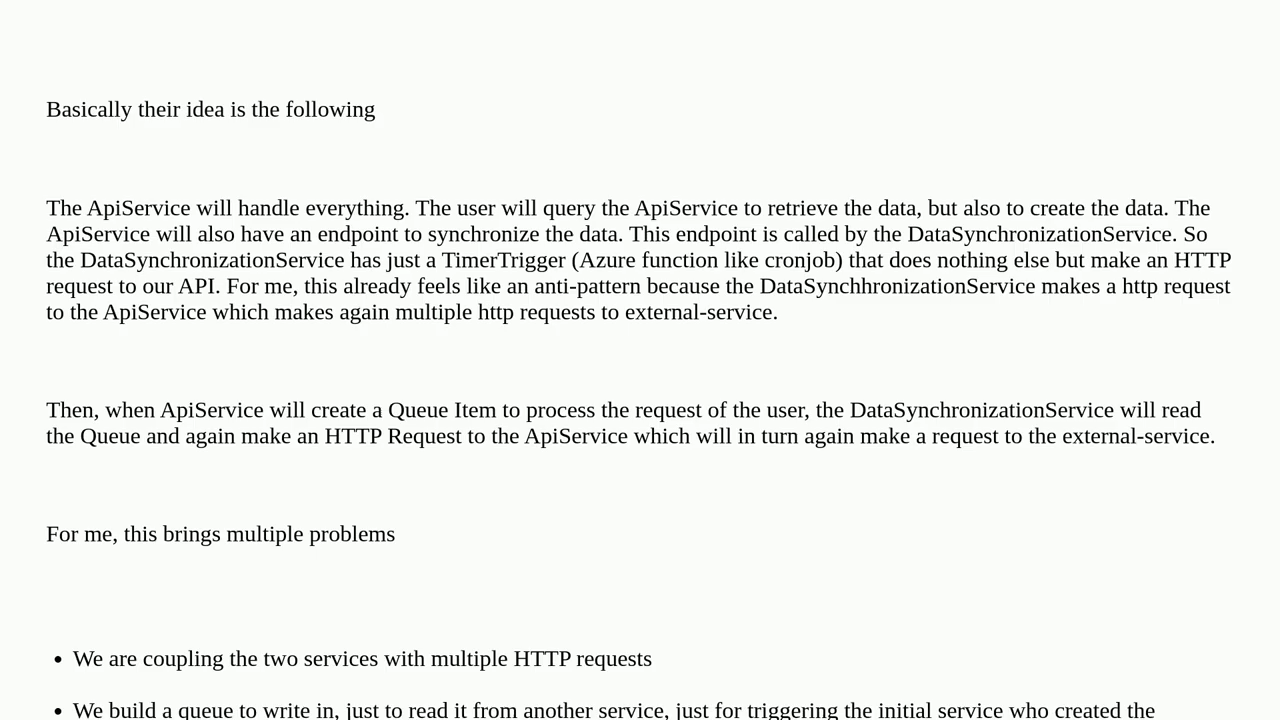 Basically their idea is the following
The ApiService will handle everything. The user will query the ApiService to retrieve the data, but also to create the data. The
ApiService will also have an endpoint to synchronize the data. This endpoint is called by the DataSynchronizationService. So
the DataSynchronizationService has just a TimerTrigger (Azure function like cronjob) that does nothing else but make an HTTP
request to our API. For me, this already feels like an anti-pattern because the DataSynchhronizationService makes a http request
to the ApiService which makes again multiple http requests to external-service.
Then, when ApiService will create a Queue Item to process the request of the user, the DataSynchronizationService will read
the Queue and again make an HTTP Request to the ApiService which will in turn again make a request to the external-service.
For me, this brings multiple problems
• We are coupling the two services with multiple HTTP requests
• We build a queue to write in, just to read it from another service, just for triggering the initial service who created the